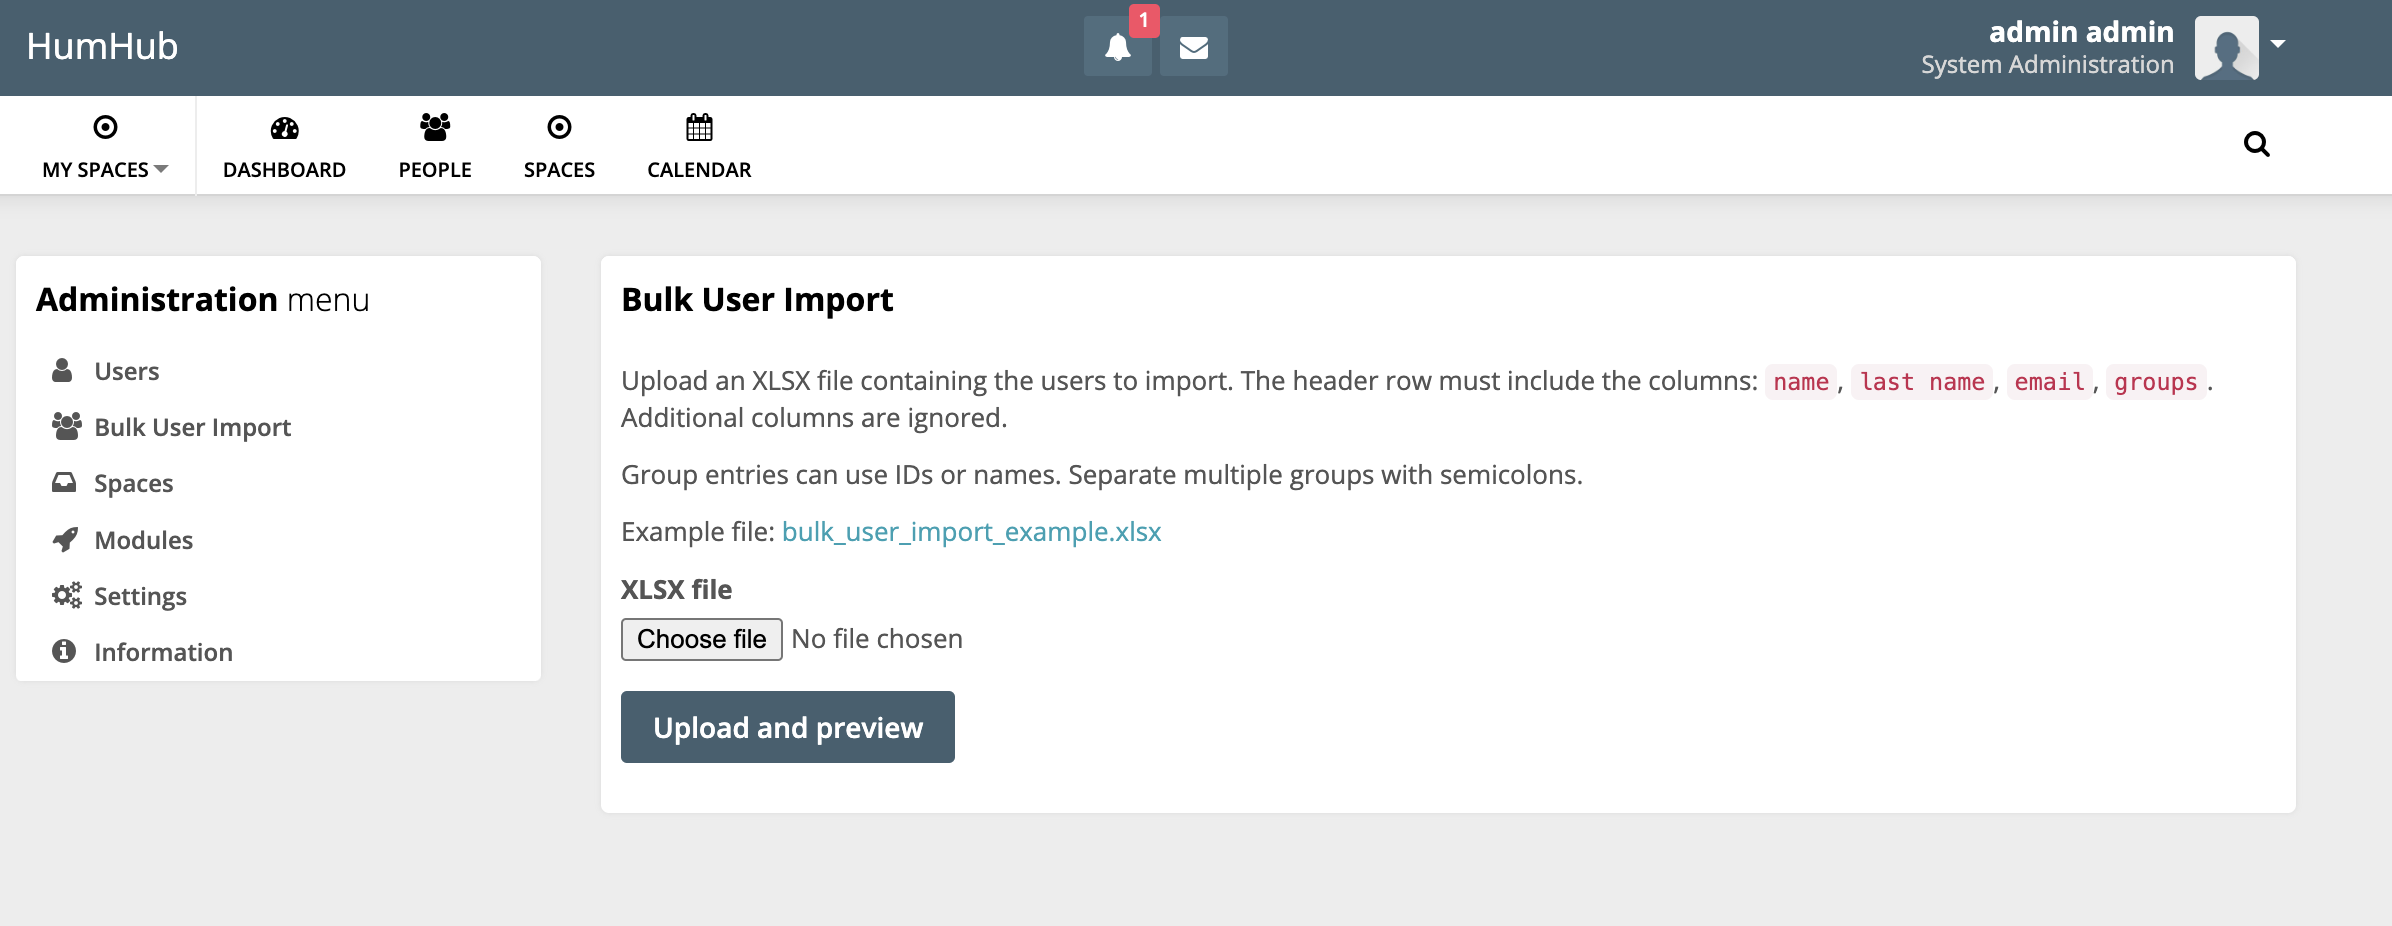 HumHub
1
admin admin
System Administration
MY SPACES
DASHBOARD
PEOPLE
SPACES
CALENDAR
Administration menu
Users
Bulk User Import
Spaces
Modules
Settings
Information
Bulk User Import
Upload an XLSX file containing the users to import. The header row must include the columns: name, last name, email, groups.
Additional columns are ignored.
Group entries can use IDs or names. Separate multiple groups with semicolons.
Example file: bulk_user_import_example.xlsx
XLSX file
Choose file No file chosen
Upload and preview